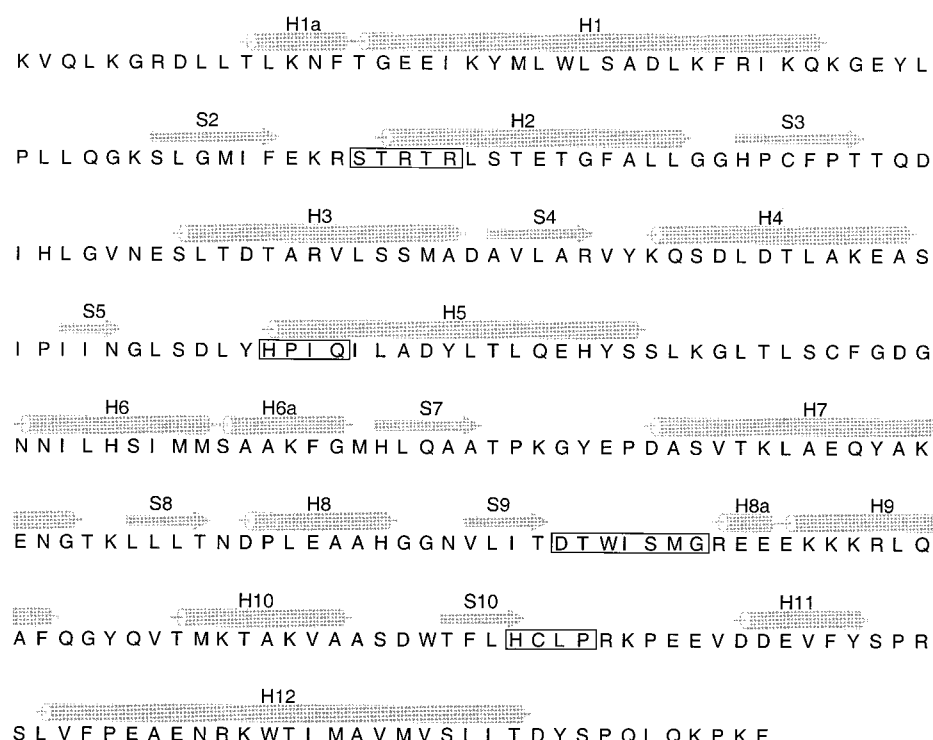 H1a H1
K V Q L K G R D L L T L K N F T G E E I K Y M L W L S A D L K F R I K Q K G E Y L
S2 H2 S3
P L L Q G K S L G M I F E K R S T R T R L S T E T G F A L L G G H P C F P T T Q D
H3 S4 H4
I H L G V N E S L T D T A R V L S S M A D A V L A R V Y K Q S D L D T L A K E A S
S5 H5
I P I I N G L S D L Y H P I Q I L A D Y L T L Q E H Y S S L K G L T L S C F G D G
H6 H6a S7 H7
N N I L H S I M M S A A K F G M H L Q A A T P K G Y E P D A S V T K L A E Q Y A K
S8 H8 S9 H8a H9
E N G T K L L L T N D P L E A A H G G N V L I T D T W I S M G R E E E K K K R L Q
H10 S10 H11
A F Q G Y Q V T M K T A K V A A S D W T F L H C L P R K P E E V D D E V F Y S P R
H12
S L V F P E A E N R K W T I M A V M V S L L T D Y S P Q L Q K P K F